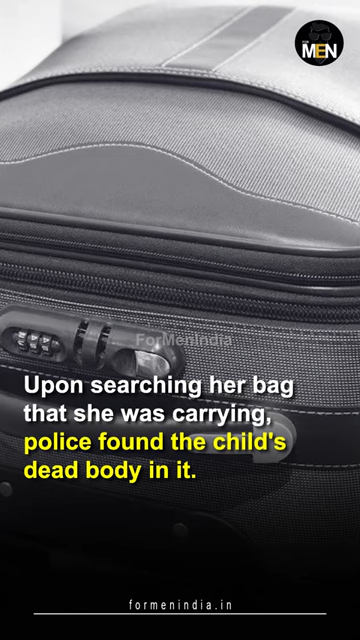 MEN
ForMenIndia
Upon searching her bag
that she was carrying,
police found the child's
dead body in it.
formenindia.in